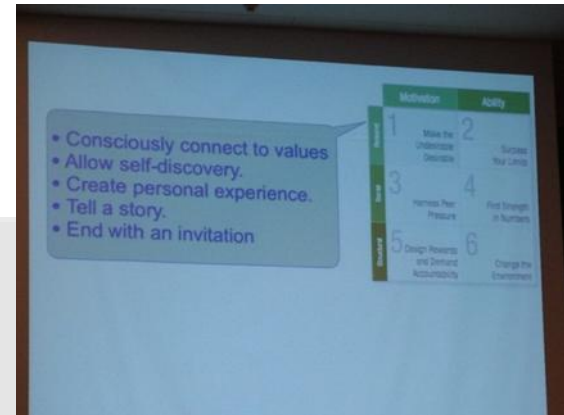 • Consciously connect to values
• Allow self-discovery.
• Create personal experience.
• Tell a story.
• End with an invitation
Motivation
Ability
Personal
1
Make the
Undesirable
Desirable
2
Your Limits
Social
3
Harness Peer
Pressure
4
Find Strength
in Numbers
Structural
5
Design Rewards
and Demand
Accountability
6
Change the
Environment